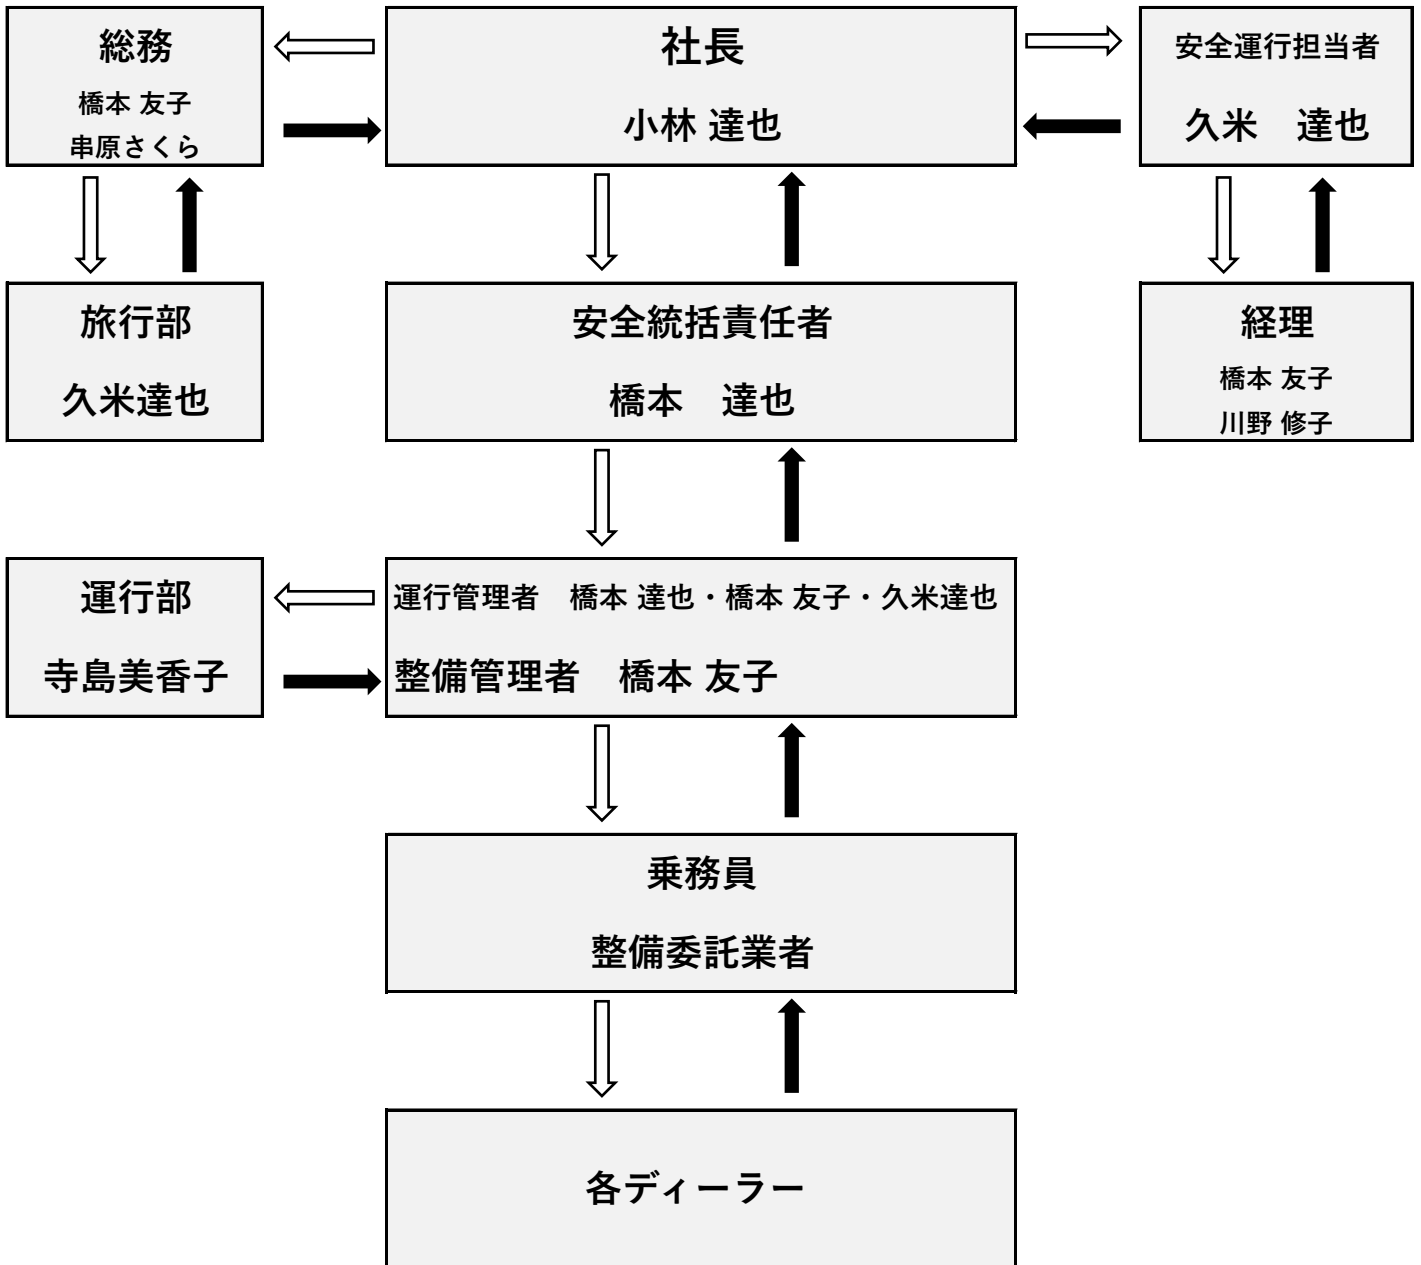 総務
橋本 友子
串原さくら
社長
小林 達也
安全運行担当者
久米　達也
旅行部
久米達也
安全統括責任者
橋本　達也
経理
橋本 友子
川野 修子
運行部
寺島美香子
運行管理者　橋本 達也・橋本 友子・久米達也
整備管理者　橋本 友子
乗務員
整備委託業者
各ディーラー